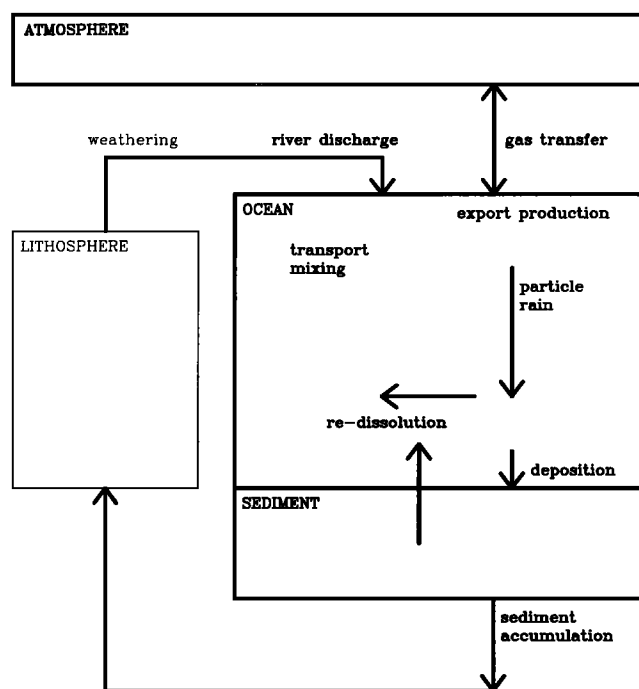 ATMOSPHERE
weathering
river discharge
gas transfer
OCEAN
export production
LITHOSPHERE
transport
mixing
particle
rain
re-dissolution
deposition
SEDIMENT
sediment
accumulation